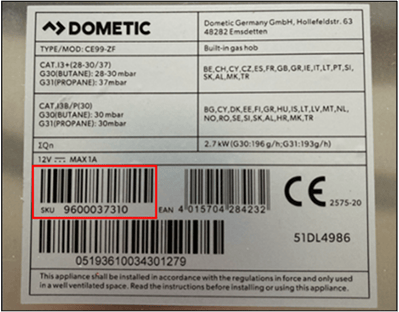 DOMETIC
Dometic Germany GmbH, Hollefeldstr. 63
48282 Emsdetten
TYPE/MOD: CE99-ZF
Built-in gas hob
CAT. I3+(28-30/37)
G30(BUTANE): 28-30 mbar
G31(PROPANE): 37mbar
BE,CH,CY,CZ,ES,FR,GB,GR,IE,IT,LT,PT,SI,
SK,AL,MK,TR
CAT.I3B/P(30)
G30(BUTANE): 30 mbar
G31(PROPANE): 30mbar
BG,CY,DK,EE,FI,GR,HU,IS,LT,LV,MT,NL,
NO,RO,SE,SI,SK,AL,HR,MK,TR
ΣQn
2.7 kW(G30:196 g/h;G31:193g/h)
12V ⎓ MAX 1A
SKU 9600037310
EAN 4 015704 284232
CE 2575-20
51DL4986
05193610034301279
This appliance shall be installed in accordance with the regulations in force and only used
in a well ventilated space. Read the instructions before installing or using this appliance.